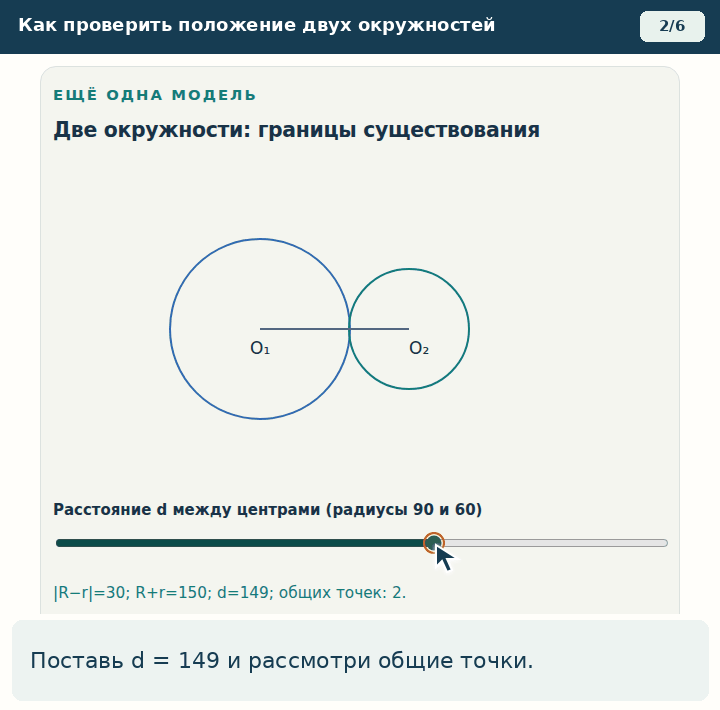 Как проверить положение двух окружностей
2/6
ЕЩЁ ОДНА МОДЕЛЬ
Две окружности: границы существования
O₁
O₂
Расстояние d между центрами (радиусы 90 и 60)
|R−r|=30; R+r=150; d=149; общих точек: 2.
Поставь d = 149 и рассмотри общие точки.